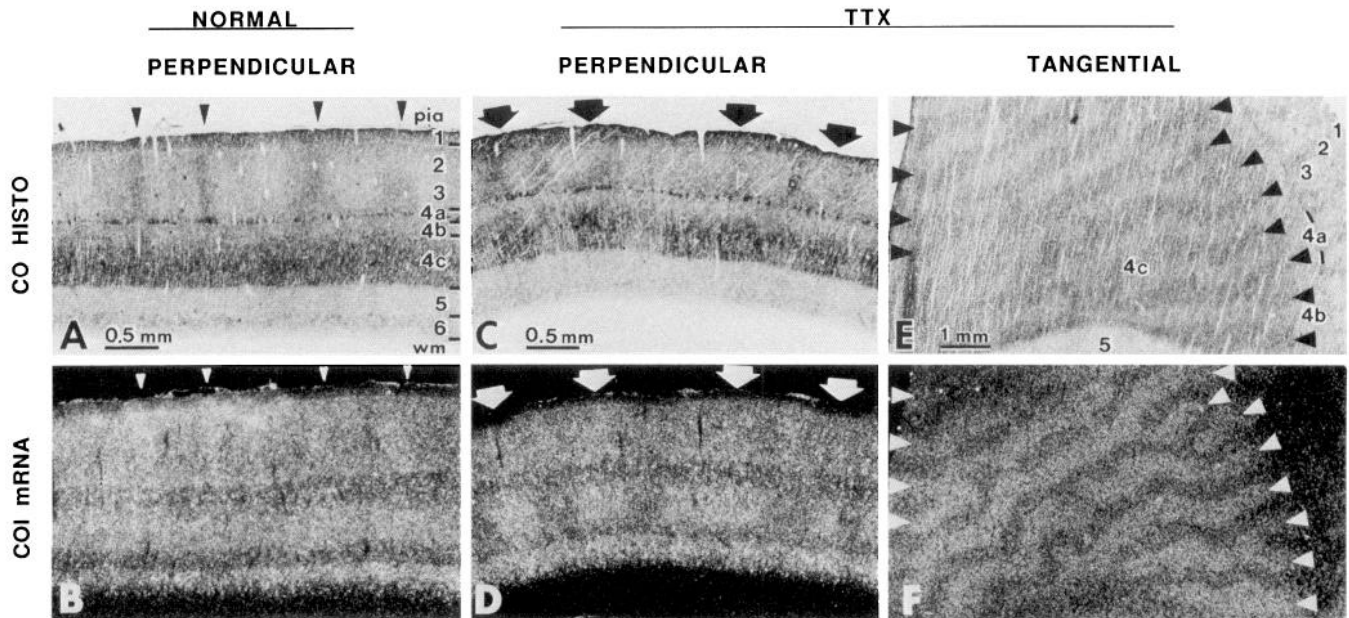 NORMAL
TTX
PERPENDICULAR
PERPENDICULAR
TANGENTIAL
CO HISTO
pia
1
2
3
4a
4b
4c
5
6
wm
A
0.5 mm
C
0.5 mm
1
2
3
4a
4c
4b
5
E
1 mm
COI mRNA
B
D
F